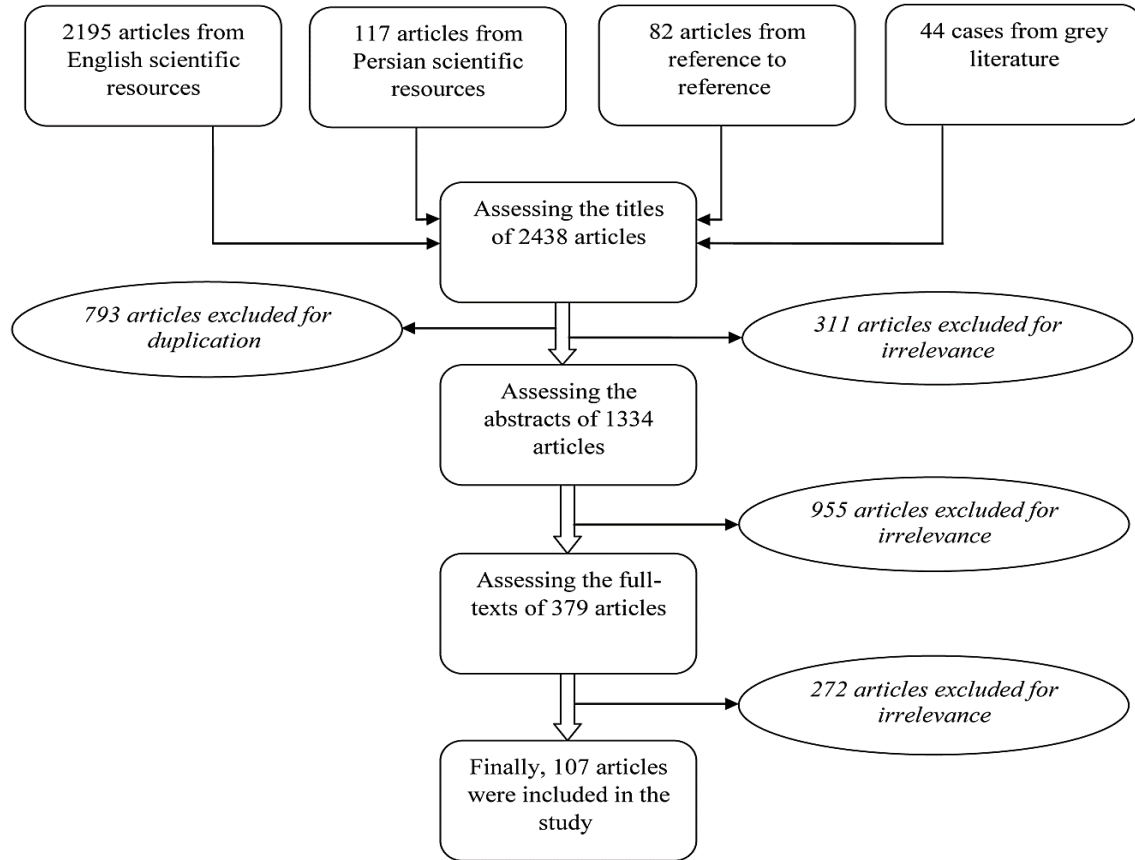 2195 articles from
English scientific
resources
117 articles from
Persian scientific
resources
82 articles from
reference to
reference
44 cases from grey
literature
Assessing the titles
of 2438 articles
793 articles excluded for
duplication
311 articles excluded for
irrelevance
Assessing the
abstracts of 1334
articles
955 articles excluded for
irrelevance
Assessing the full-
texts of 379 articles
272 articles excluded for
irrelevance
Finally, 107 articles
were included in the
study